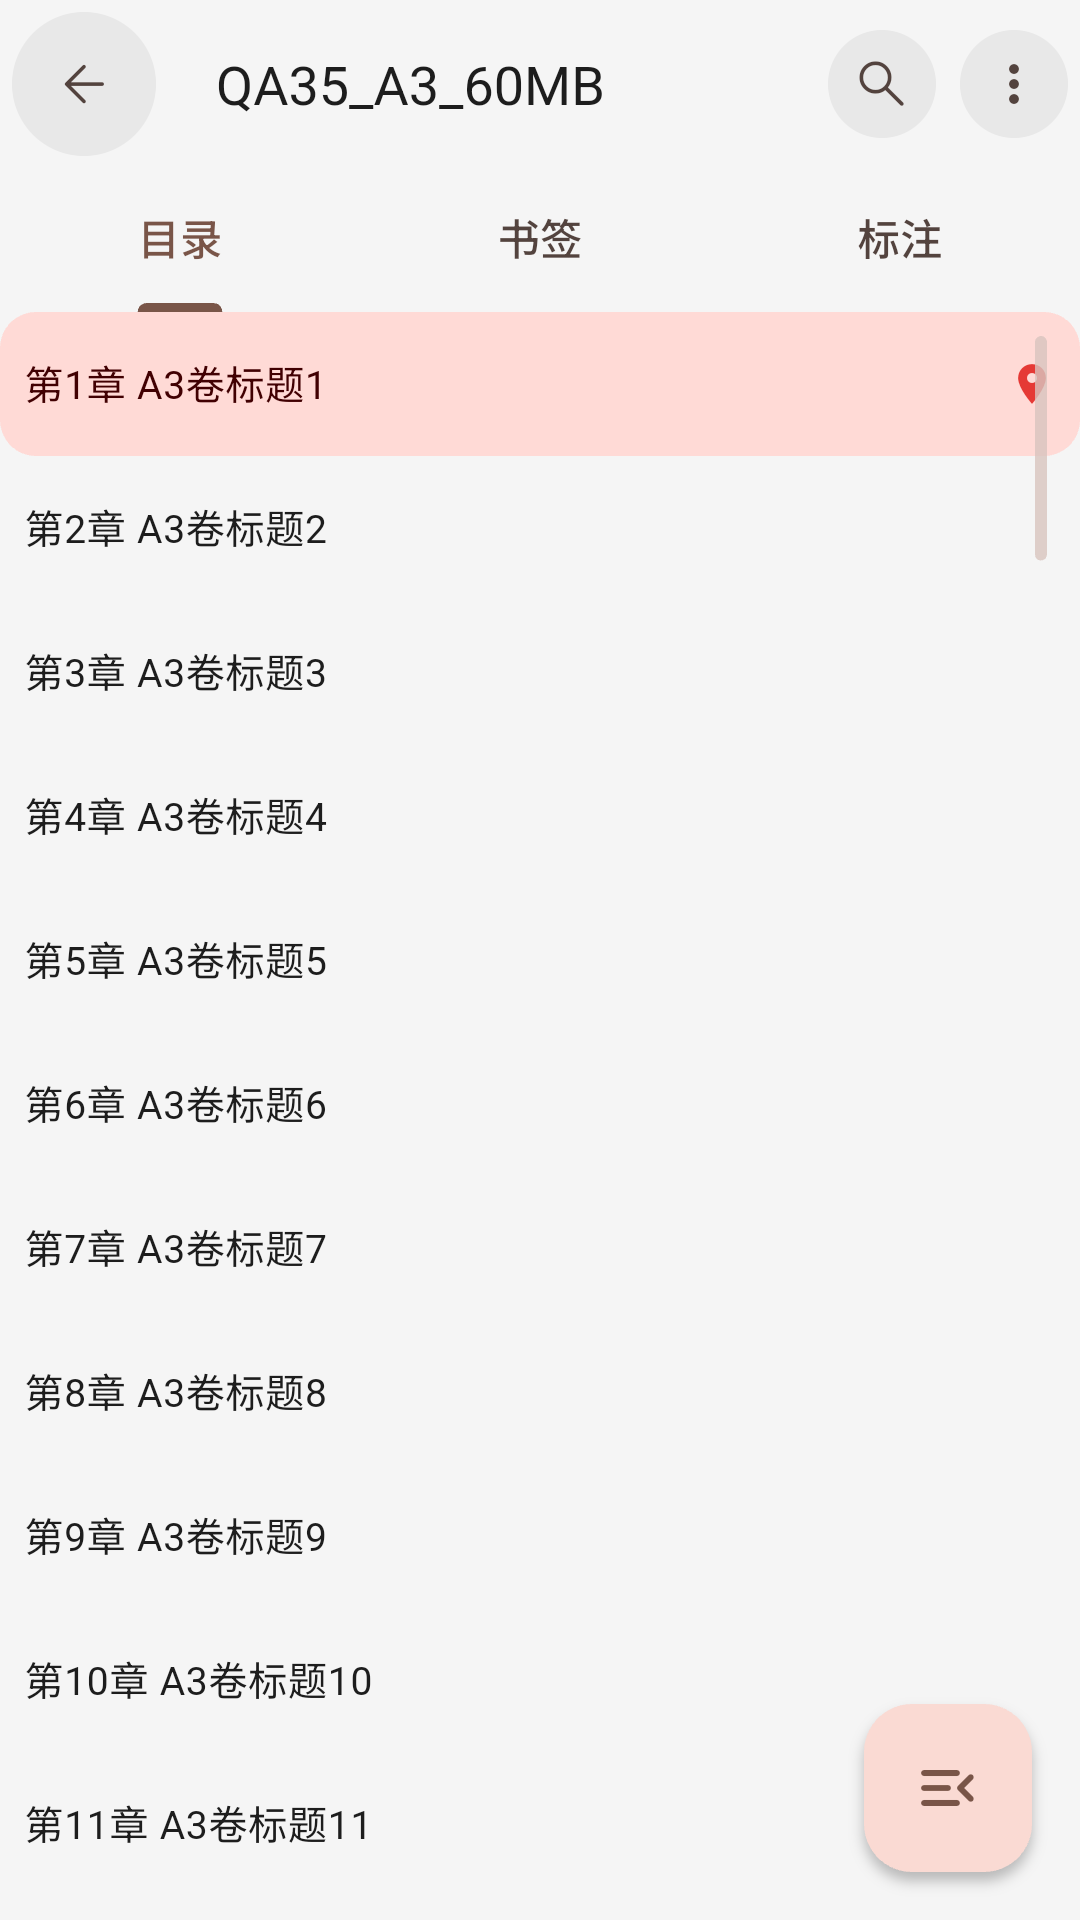 QA35_A3_60MB
目录 书签 标注
第1章 A3卷标题1
第2章 A3卷标题2
第3章 A3卷标题3
第4章 A3卷标题4
第5章 A3卷标题5
第6章 A3卷标题6
第7章 A3卷标题7
第8章 A3卷标题8
第9章 A3卷标题9
第10章 A3卷标题10
第11章 A3卷标题11